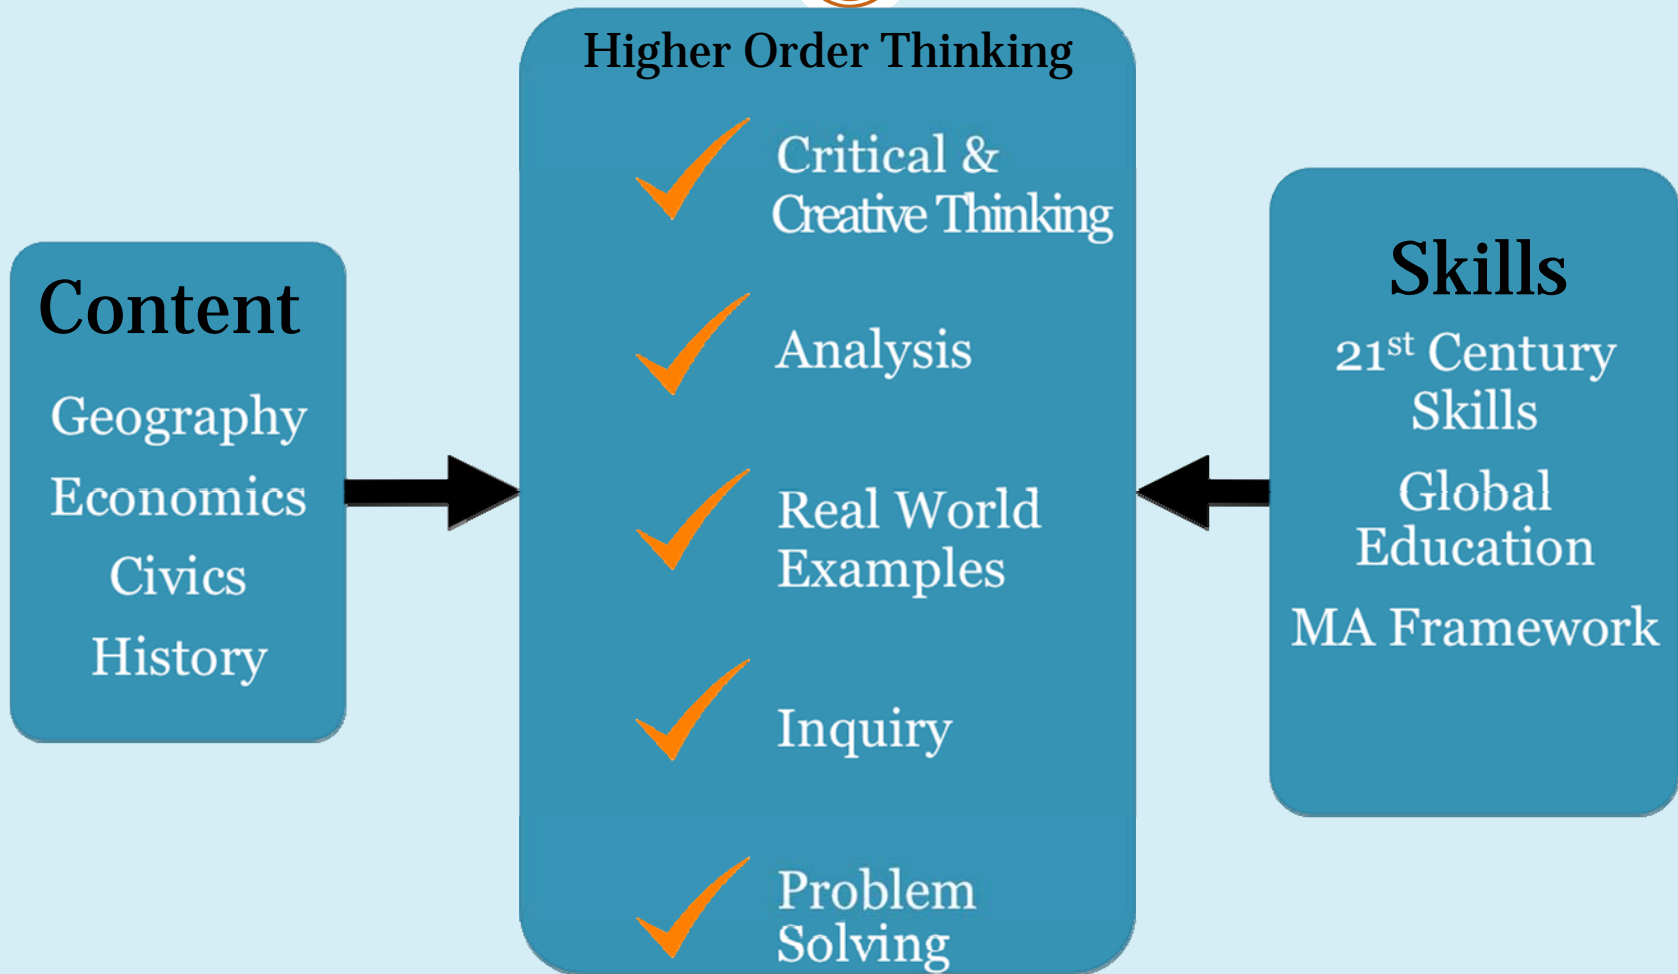 Higher Order Thinking
Critical &
Creative Thinking
Analysis
Real World
Examples
Inquiry
Problem
Solving
Content
Geography
Economics
Civics
History
Skills
21st Century
Skills
Global
Education
MA Framework